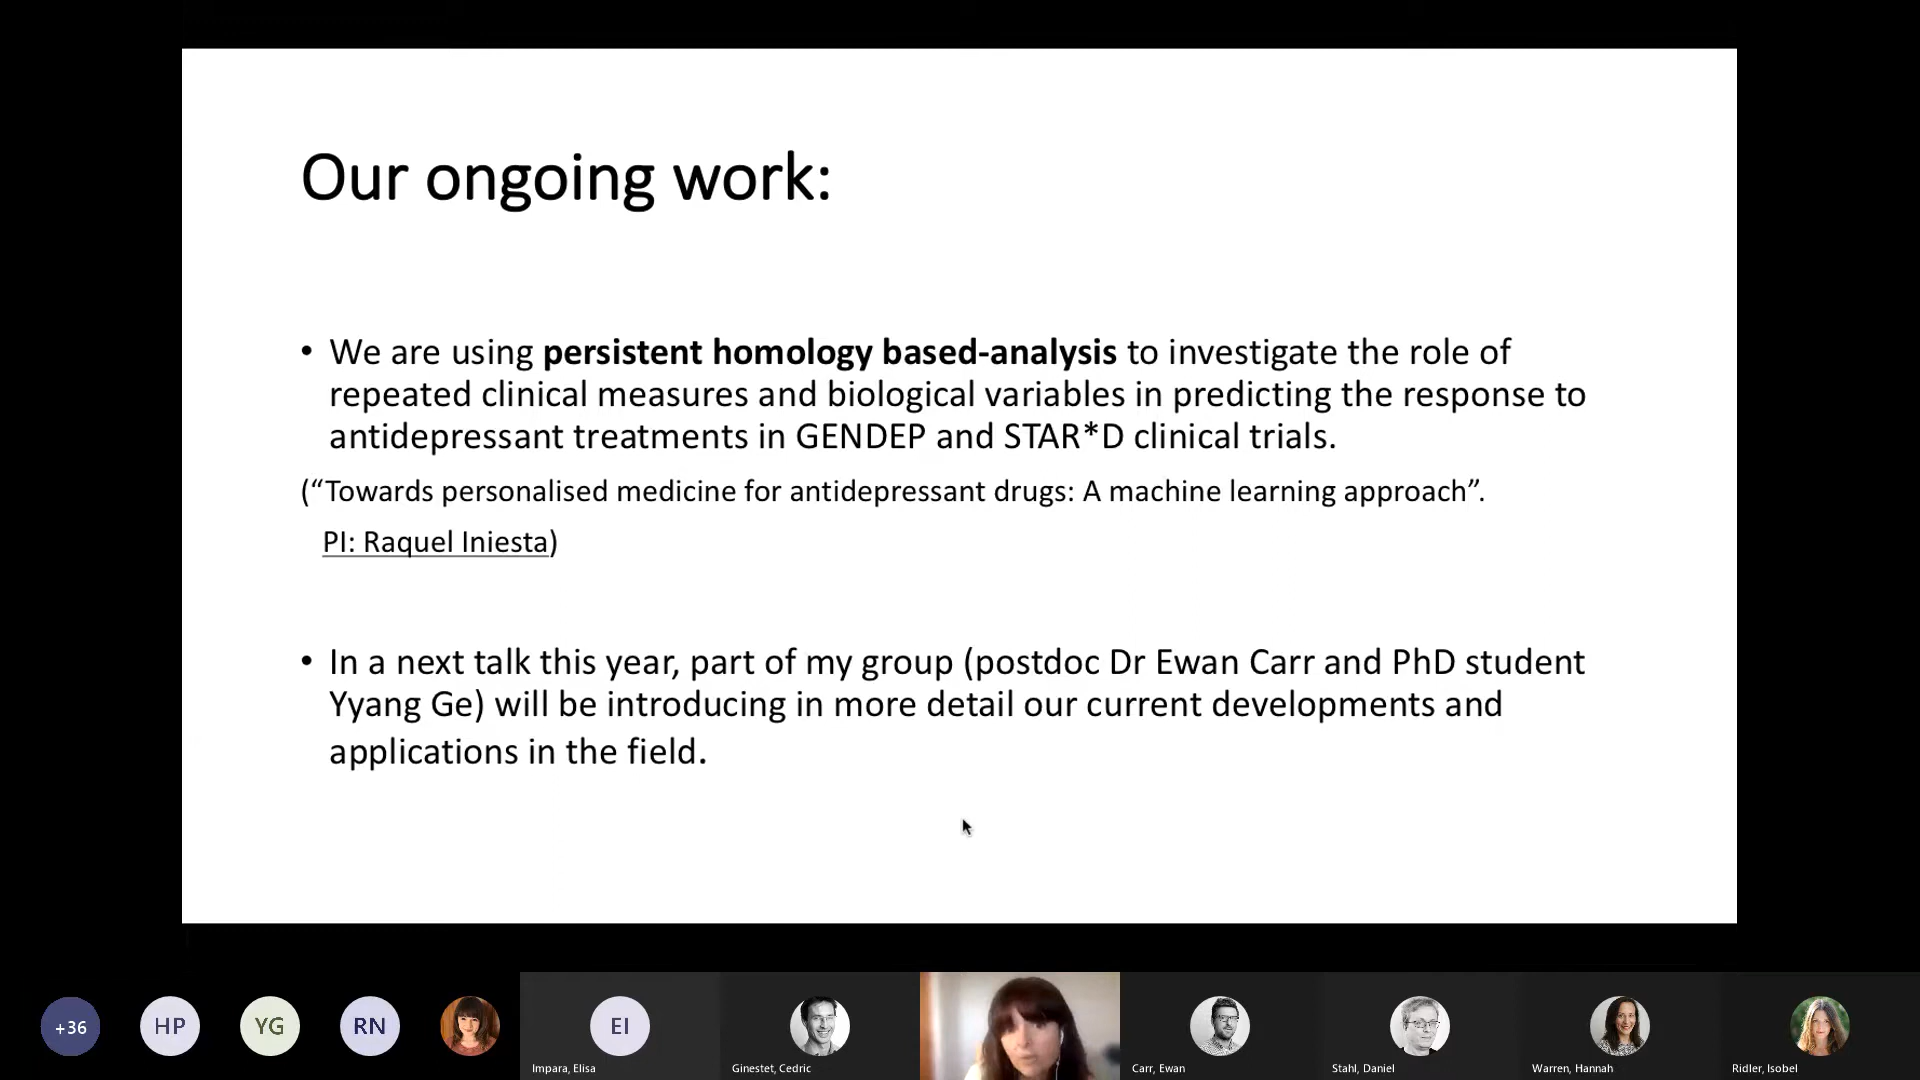 Our ongoing work:
• We are using persistent homology based-analysis to investigate the role of
repeated clinical measures and biological variables in predicting the response to
antidepressant treatments in GENDEP and STAR*D clinical trials.
(“Towards personalised medicine for antidepressant drugs: A machine learning approach”.
PI: Raquel Iniesta)
• In a next talk this year, part of my group (postdoc Dr Ewan Carr and PhD student
Yyang Ge) will be introducing in more detail our current developments and
applications in the field.
+36
HP
YG
RN
EI
Impara, Elisa
Ginestet, Cedric
Carr, Ewan
Stahl, Daniel
Warren, Hannah
Ridler, Isobel